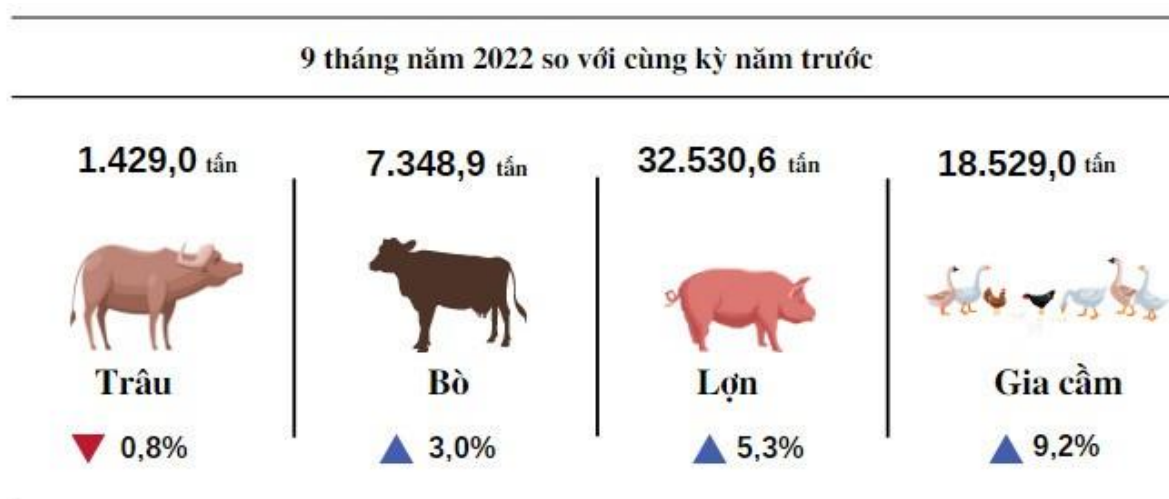 9 tháng năm 2022 so với cùng kỳ năm trước
1.429,0 tấn
7.348,9 tấn
32.530,6 tấn
18.529,0 tấn
Trâu
Bò
Lợn
Gia cầm
0,8%
3,0%
5,3%
9,2%